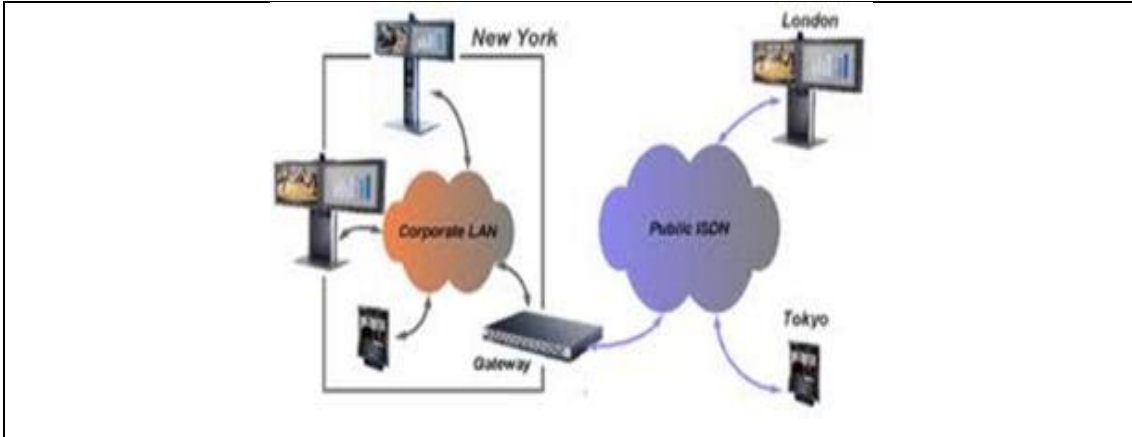 New York
London
Corporate LAN
Public ISDN
Gateway
Tokyo